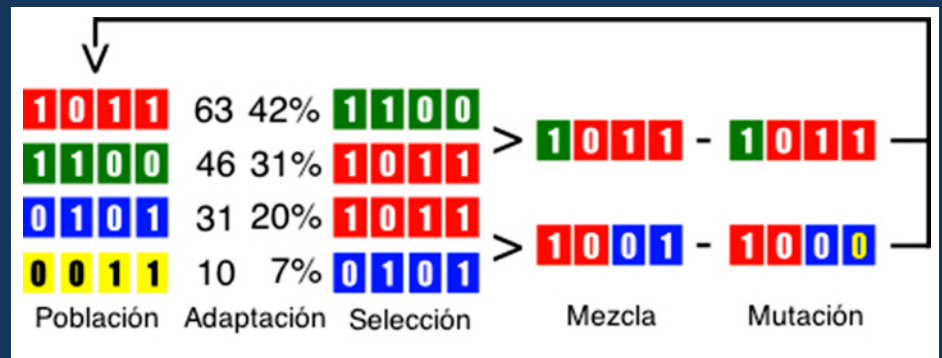 1011 63 42% 1100
1100 46 31% 1011
> 1011 - 1011
0101 31 20% 1011
0011 10 7% 0101
> 1001 - 1000
Población Adaptación Selección Mezcla Mutación